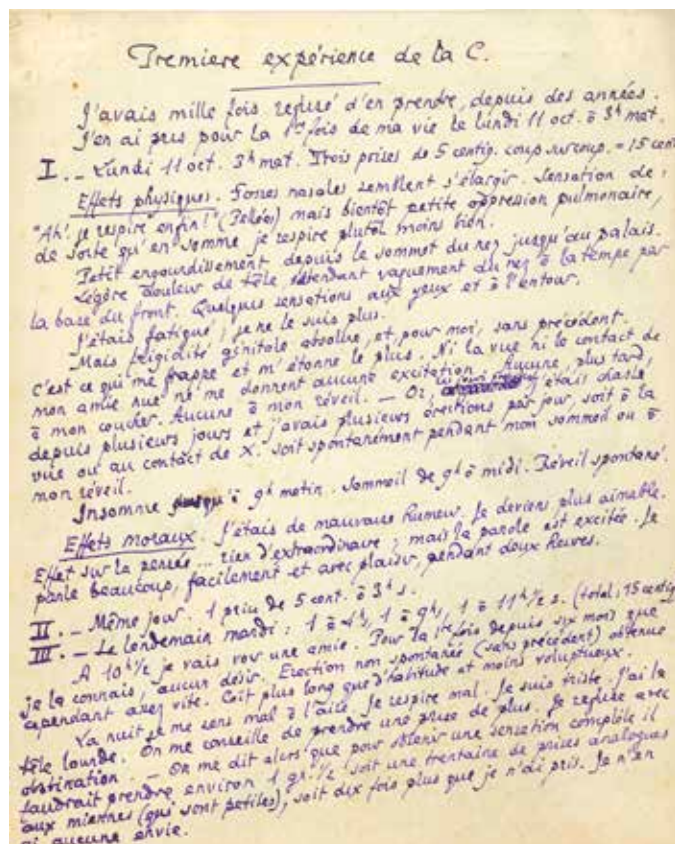 Premiere expérience de la C.
J'avais mille fois refusé d'en prendre, depuis des années.
J'en ai pris pour la 1re fois de ma vie le lundi 11 oct. à 3h mat.
I. – Lundi 11 oct. 3h mat. Trois prises de 5 centig. coup sur coup. = 15 cent
Effets physiques. Fosses nasales semblent s'élargir. Sensation de :
"Ah! je respire enfin!" (Pelléas) mais bientôt petite oppression pulmonaire,
de sorte qu'en somme je respire plutôt moins bien.
Petit engourdissement depuis le sommet du nez jusqu'au palais.
Légère douleur de tête, s'étendant vaguement du nez à la tempe par
la base du front. Quelques sensations aux yeux et à l'entour.
J'étais fatigué ; je ne le suis plus.
Mais frigidité génitale absolue, et pour moi, sans précédent.
C'est ce qui me frappe et m'étonne le plus. Ni la vue ni le contact de
mon amie nue ne me donnent aucune excitation. Aucune, plus tard,
à mon coucher. Aucune à mon réveil. – Or, étais chaste
depuis plusieurs jours et j'avais plusieurs érections par jour, soit à la
vue ou au contact de X. soit spontanément pendant mon sommeil ou à
mon réveil.
Insomnie jusqu'à 9h matin. Sommeil de 9h à midi. Réveil spontané.
Effets moraux. J'étais de mauvaise humeur. Je deviens plus aimable.
Effet sur la pensée ... rien d'extraordinaire ; mais la parole est excitée. Je
parle beaucoup, facilement et avec plaisir, pendant deux heures.
II. – Même jour. 1 prise de 5 cent. à 3h s.
III. – Le lendemain mardi : 1 à 4h, 1 à 9h, 1 à 11h 1/2 s. (total : 15 centig
A 10h 1/2 je vais voir une amie. Pour la 1re fois depuis six mois que
je la connais, aucun désir. Erection non spontanée (sans précédent) obtenue
cependant assez vite. Coït plus long que d'habitude et moins voluptueux.
La nuit je me sens mal à l'aise. Je respire mal. Je suis triste. J'ai la
tête lourde. On me conseille de prendre une prise de plus. Je refuse avec
obstination. – On me dit alors que pour obtenir une sensation complète il
faudrait prendre environ 1 gr. 1/2 soit une trentaine de prises analogues
aux miennes (qui sont petites), soit dix fois plus que je n'ai pris. Je n'en
ai aucune envie.